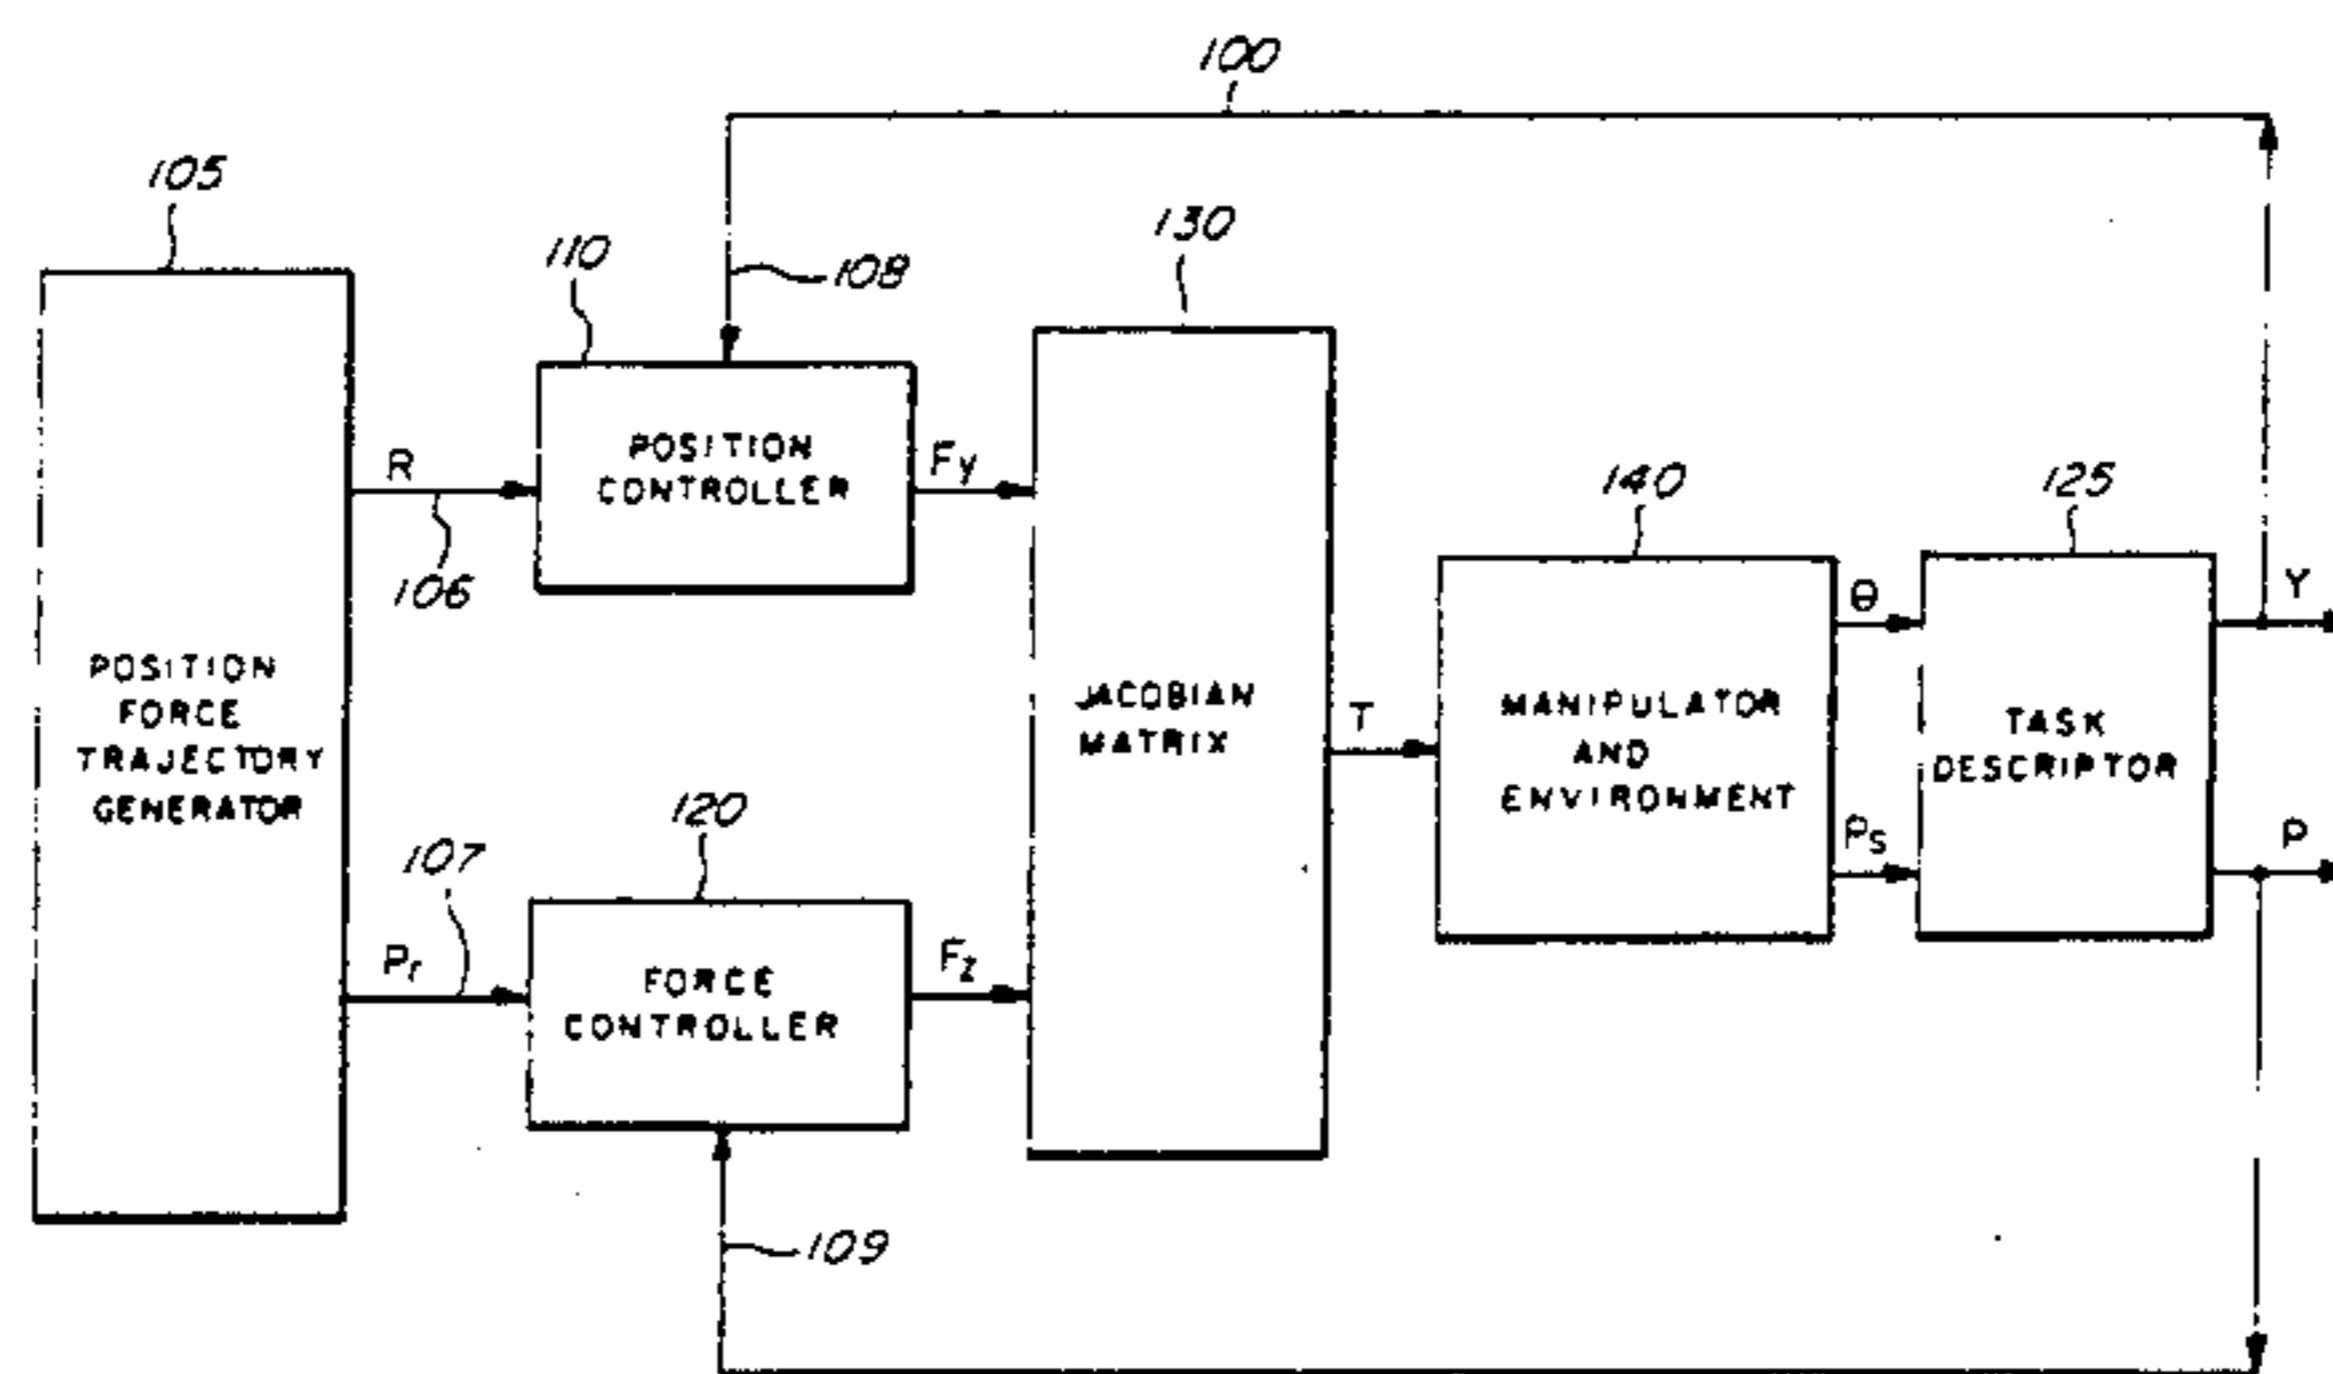 100
105
130
110
108
R
POSITION
CONTROLLER
Fy
106
140
125
θ
Y
POSITION
FORCE
TRAJECTORY
GENERATOR
JACOBIAN
MATRIX
T
MANIPULATOR
AND
ENVIRONMENT
TASK
DESCRIPTOR
120
107
Ps
P
Pr
FORCE
CONTROLLER
Fz
109